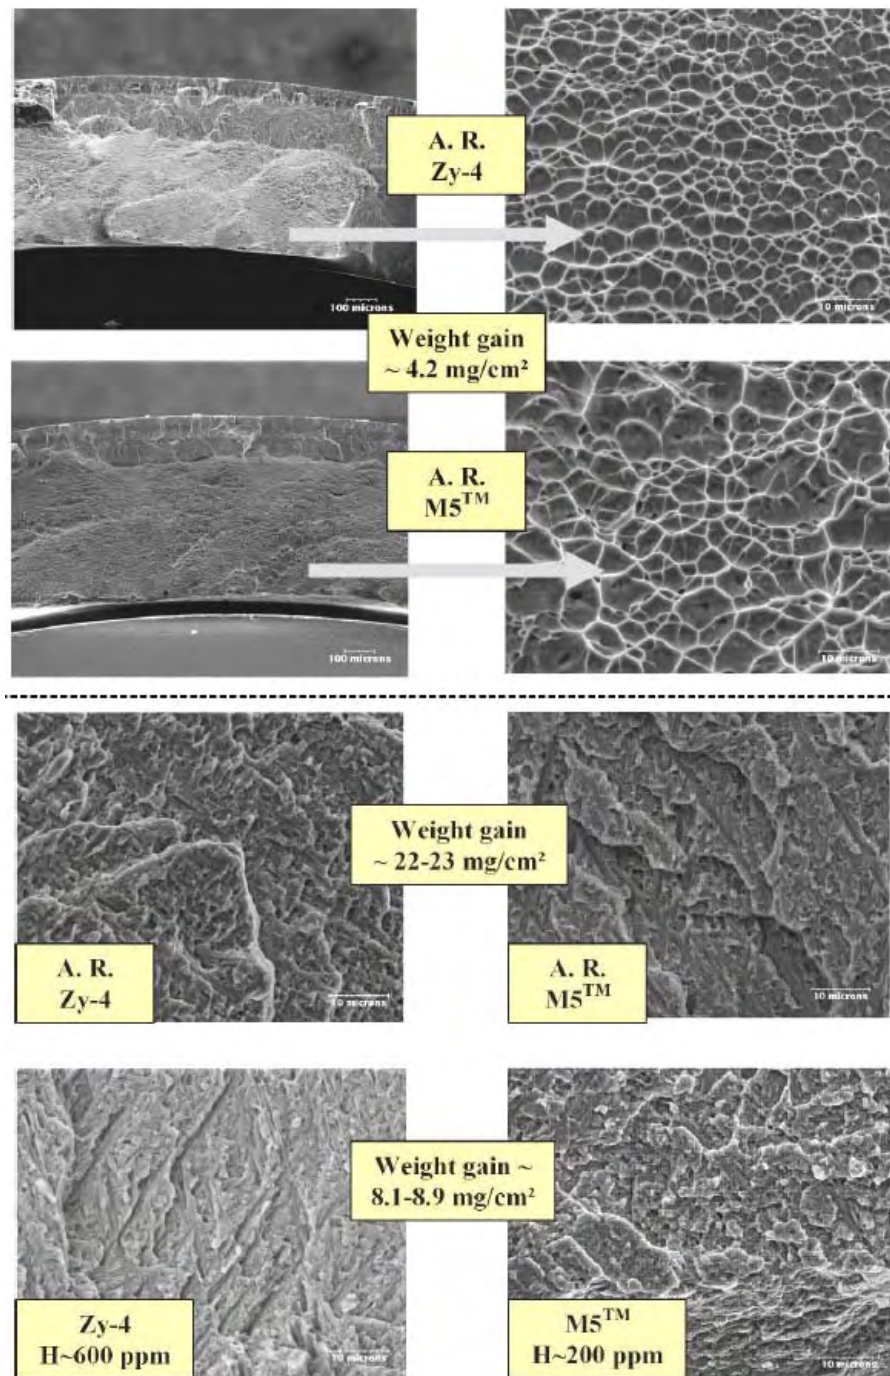 A. R.
Zy-4
100 microns
10 microns
Weight gain
~ 4.2 mg/cm²
A. R.
M5™
100 microns
10 microns
Weight gain
~ 22-23 mg/cm²
A. R.
Zy-4
10 microns
A. R.
M5™
10 microns
Weight gain ~
8.1-8.9 mg/cm²
Zy-4
H~600 ppm
10 microns
M5™
H~200 ppm
10 microns